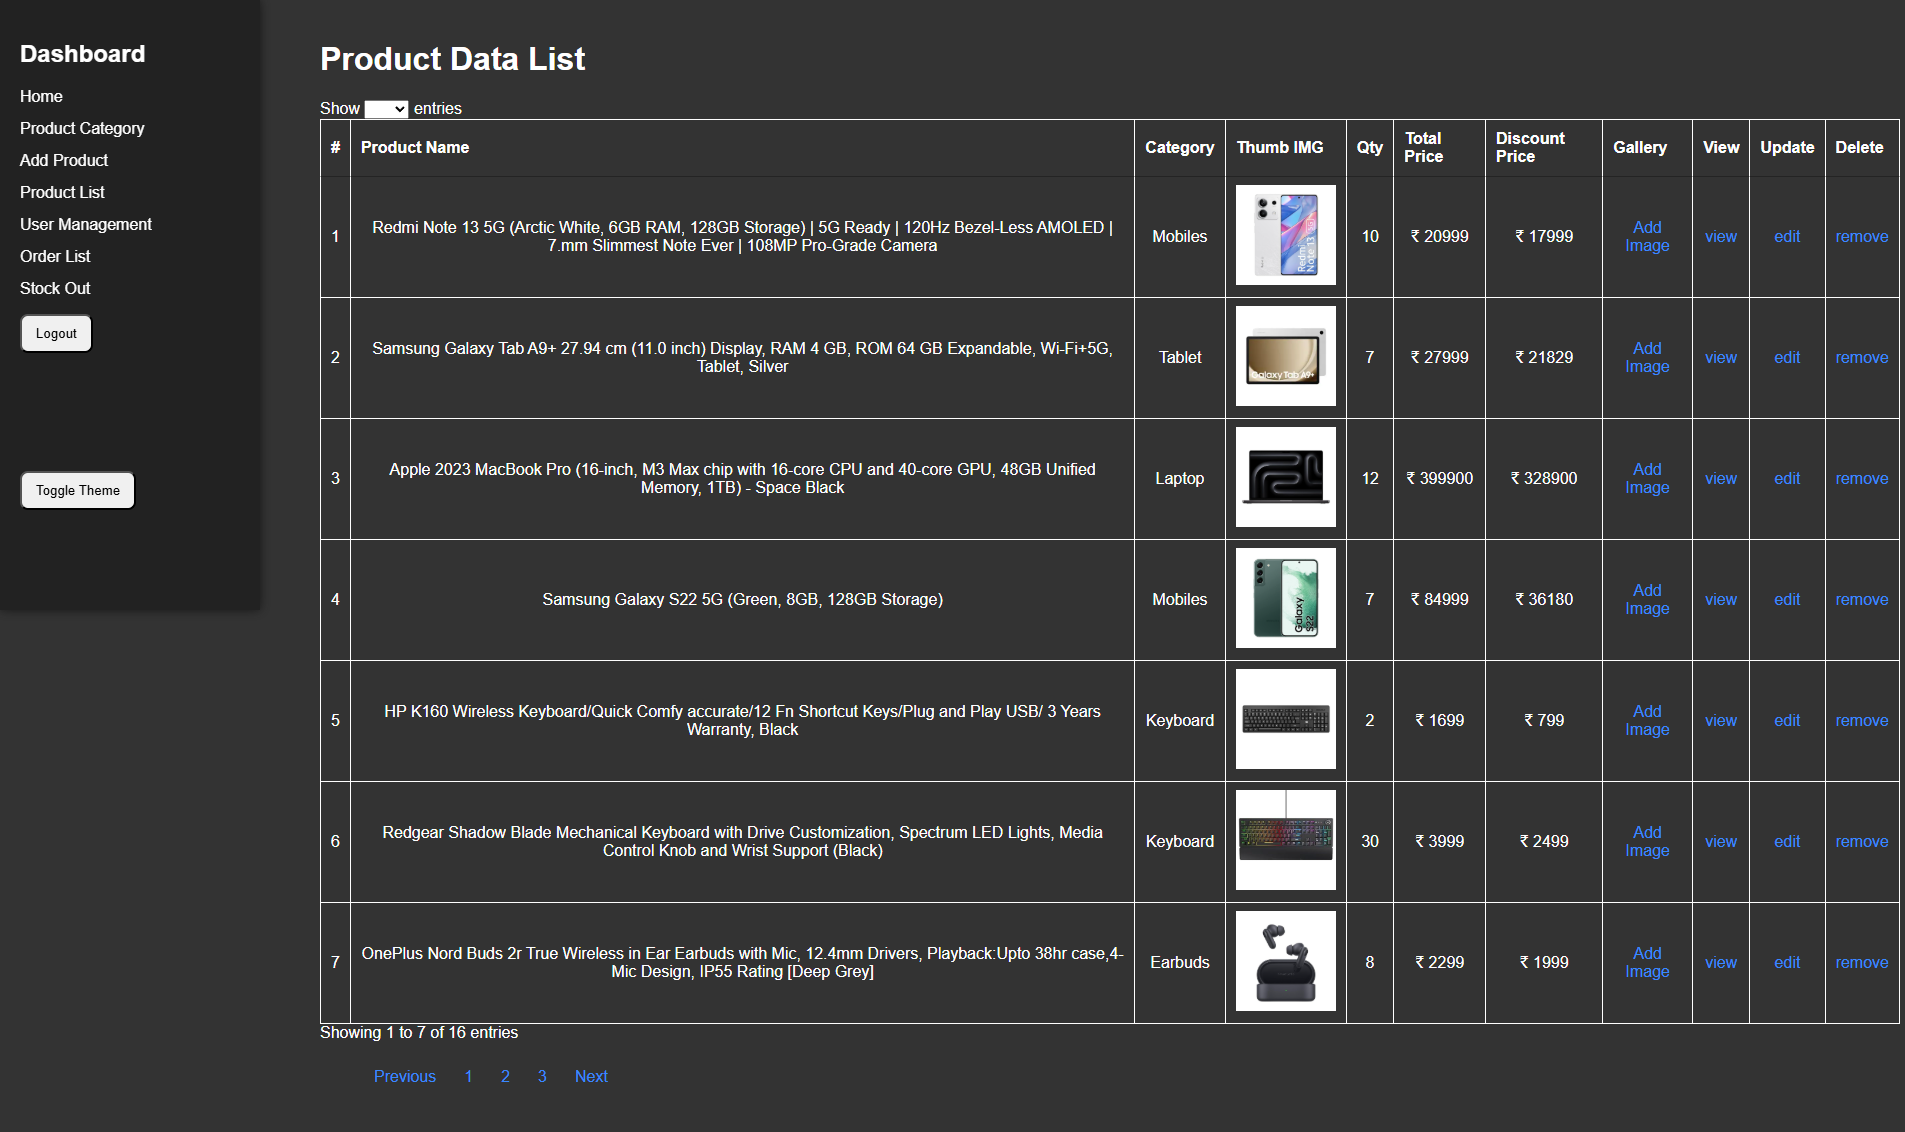 Dashboard
Home
Product Category
Add Product
Product List
User Management
Order List
Stock Out
Logout
Toggle Theme
Product Data List
Show entries
# Product Name Category Thumb IMG Qty Total Price Discount Price Gallery View Update Delete
1 Redmi Note 13 5G (Arctic White, 6GB RAM, 128GB Storage) | 5G Ready | 120Hz Bezel-Less AMOLED |
7.mm Slimmest Note Ever | 108MP Pro-Grade Camera
Mobiles
Redmi
Note 13
10 ₹ 20999 ₹ 17999 Add Image view edit remove
2 Samsung Galaxy Tab A9+ 27.94 cm (11.0 inch) Display, RAM 4 GB, ROM 64 GB Expandable, Wi-Fi+5G,
Tablet, Silver
Tablet
Galaxy Tab A9+
7 ₹ 27999 ₹ 21829 Add Image view edit remove
3 Apple 2023 MacBook Pro (16-inch, M3 Max chip with 16-core CPU and 40-core GPU, 48GB Unified
Memory, 1TB) - Space Black
Laptop
12 ₹ 399900 ₹ 328900 Add Image view edit remove
4 Samsung Galaxy S22 5G (Green, 8GB, 128GB Storage)
Mobiles
Galaxy
S22
7 ₹ 84999 ₹ 36180 Add Image view edit remove
5 HP K160 Wireless Keyboard/Quick Comfy accurate/12 Fn Shortcut Keys/Plug and Play USB/ 3 Years
Warranty, Black
Keyboard
2 ₹ 1699 ₹ 799 Add Image view edit remove
6 Redgear Shadow Blade Mechanical Keyboard with Drive Customization, Spectrum LED Lights, Media
Control Knob and Wrist Support (Black)
Keyboard
30 ₹ 3999 ₹ 2499 Add Image view edit remove
7 OnePlus Nord Buds 2r True Wireless in Ear Earbuds with Mic, 12.4mm Drivers, Playback:Upto 38hr case,4-
Mic Design, IP55 Rating [Deep Grey]
Earbuds
8 ₹ 2299 ₹ 1999 Add Image view edit remove
Showing 1 to 7 of 16 entries
Previous 1 2 3 Next